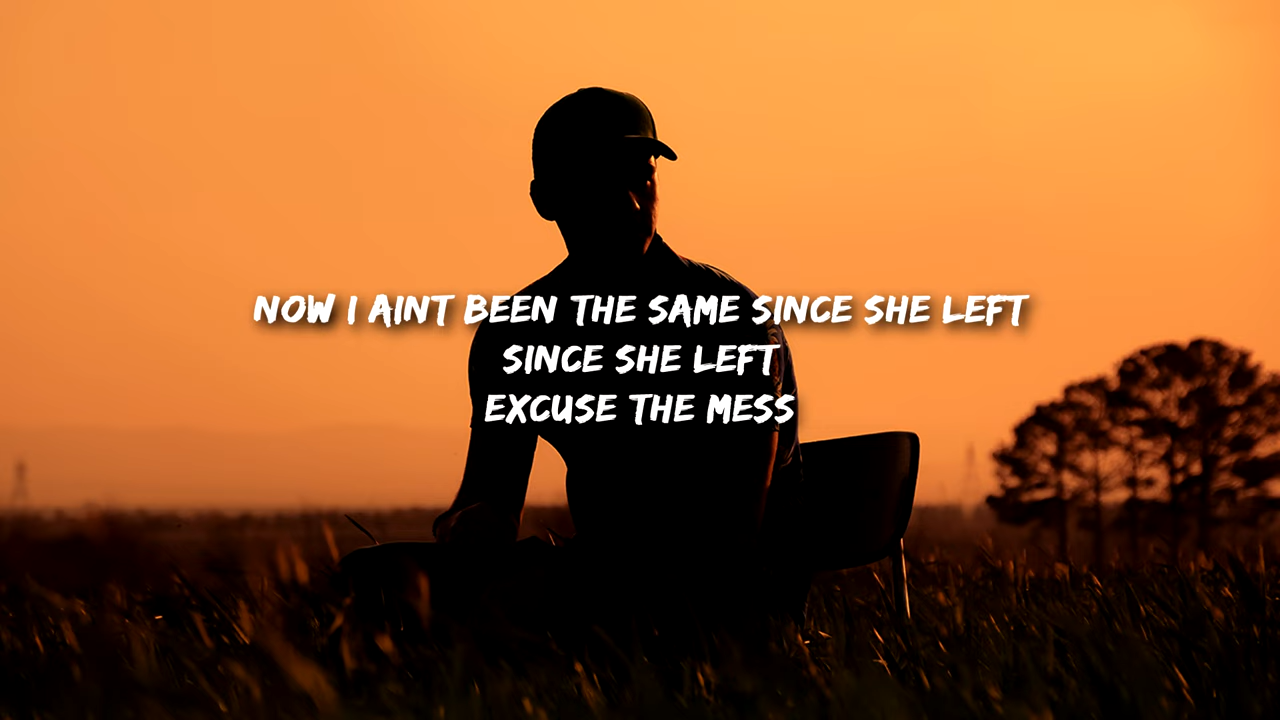 NOW I AINT BEEN THE SAME SINCE SHE LEFT
SINCE SHE LEFT
EXCUSE THE MESS